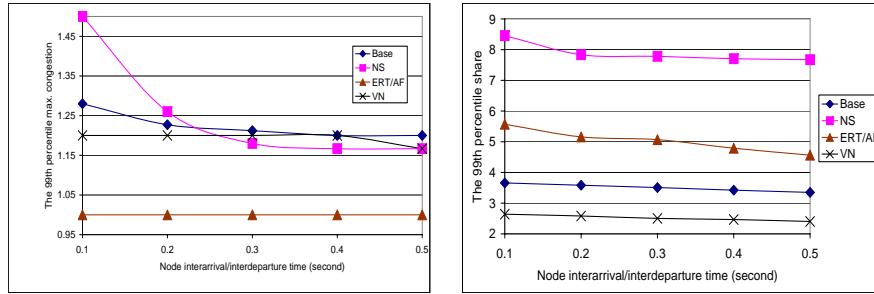 The 99th percentile max. congestion
1.45
1.35
1.25
1.15
1.05
0.95
0.1
0.2
0.3
0.4
0.5
Node interarrival/interdeparture time (second)
Base
NS
ERT/AF
VN
The 99th percentile share
9
8
7
6
5
4
3
2
0.1
0.2
0.3
0.4
0.5
Node interarrival/interdeparture time (second)
Base
NS
ERT/AF
VN